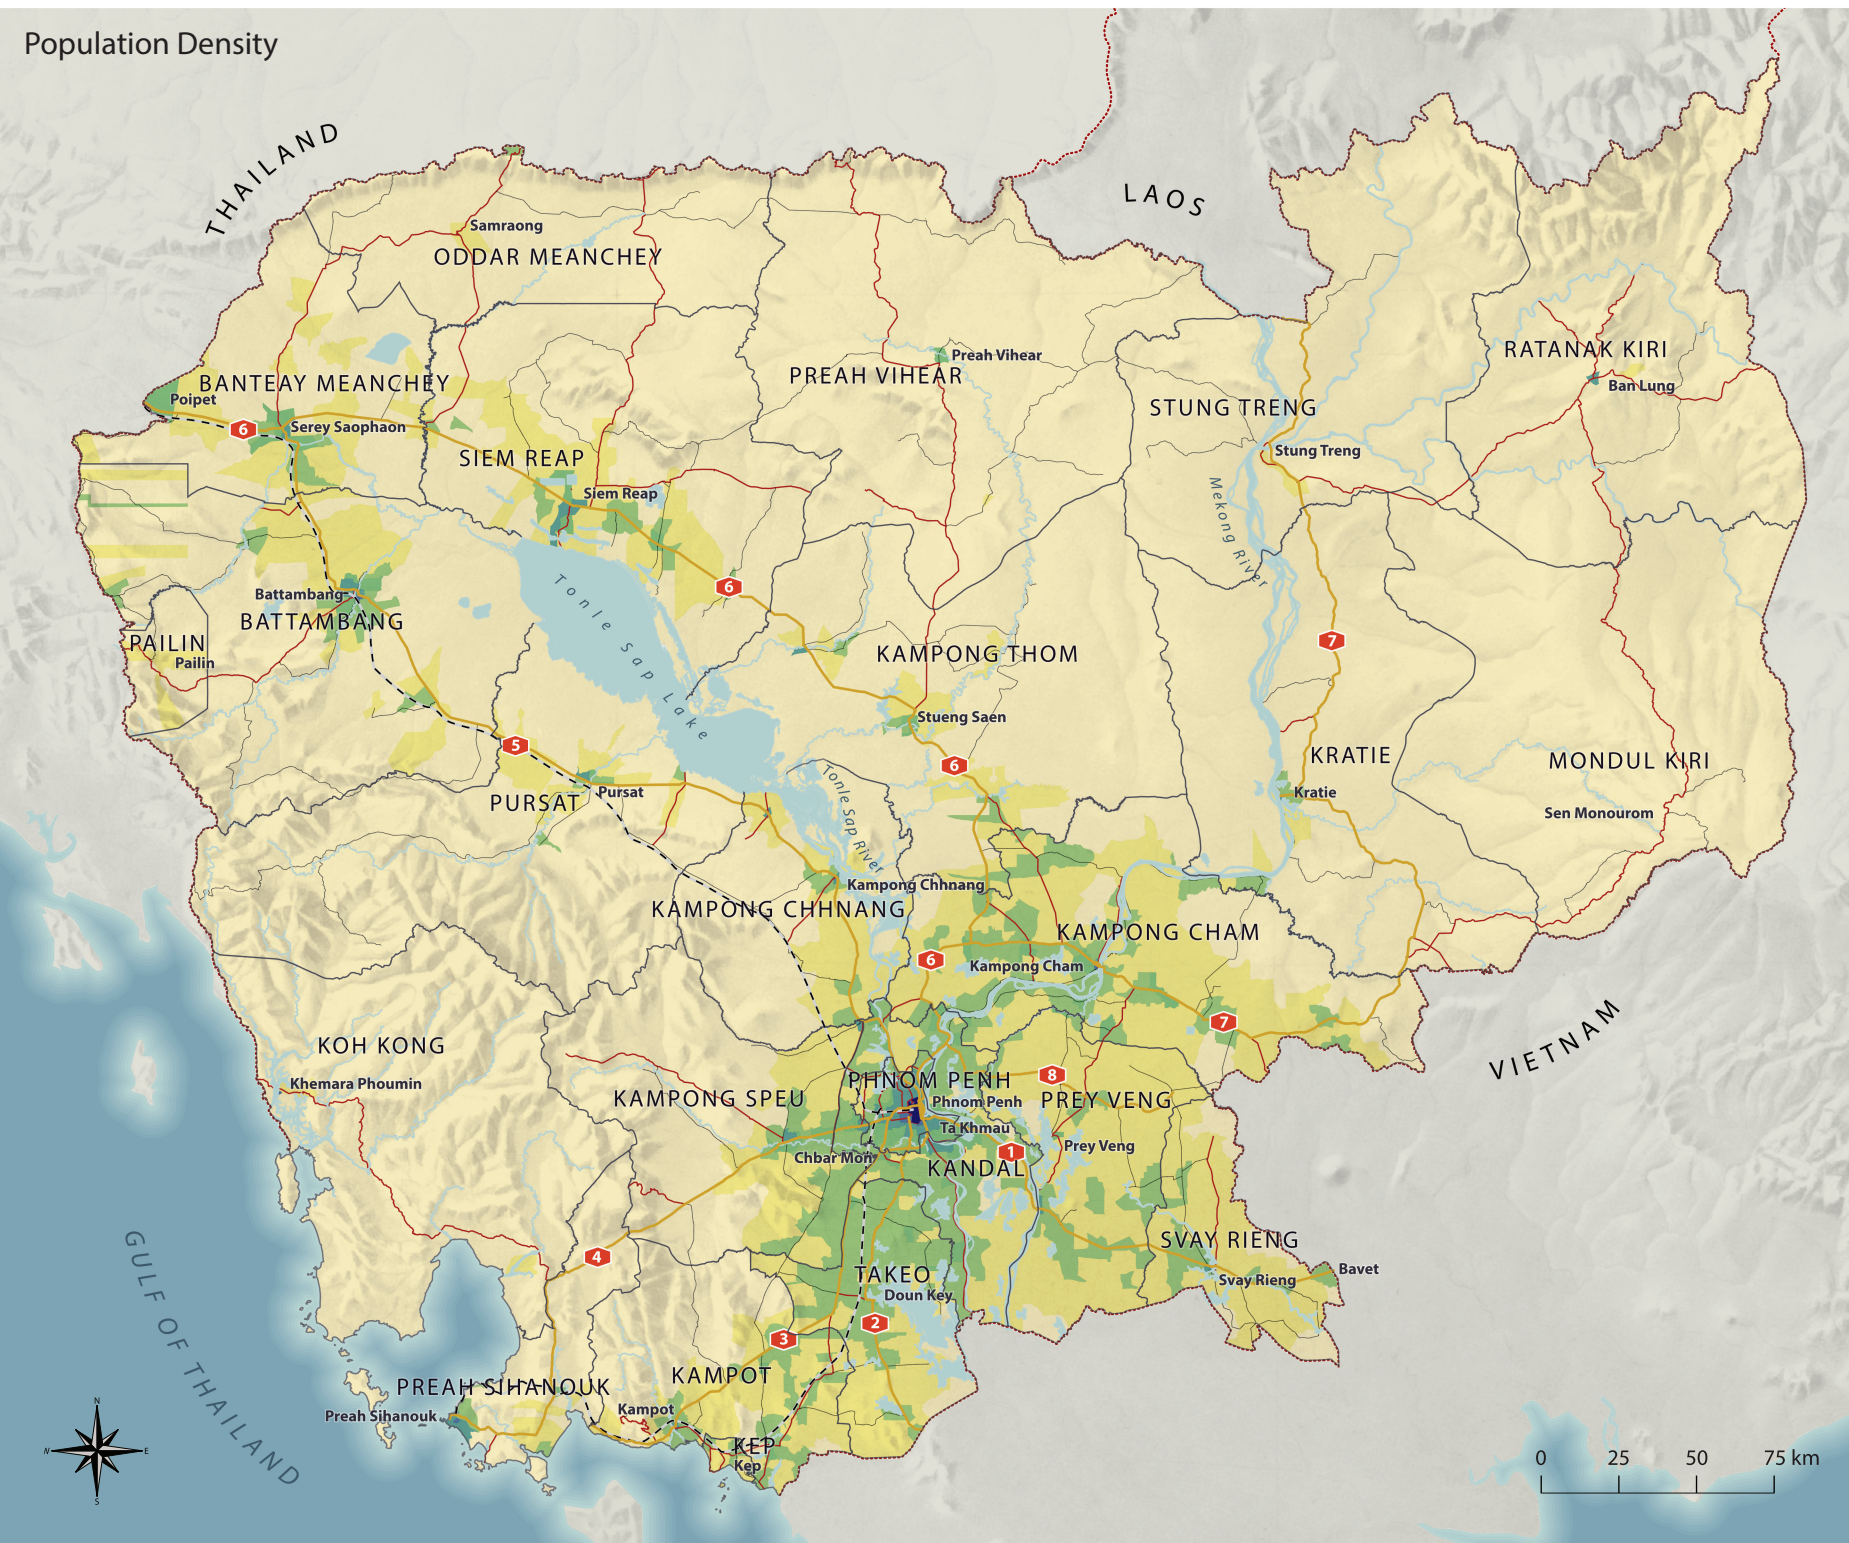 Population Density
THAILAND
LAOS
Samraong
ODDAR MEANCHEY
BANTEAY MEANCHEY
Poipet
6
Serey Saophaon
Preah Vihear
PREAH VIHEAR
RATANAK KIRI
Ban Lung
STUNG TRENG
Stung Treng
SIEM REAP
Siem Reap
Mekong River
6
Battambang
BATTAMBANG
PAILIN
Pailin
Tonle Sap Lake
KAMPONG THOM
7
Stueng Saen
5
6
KRATIE
Kratie
MONDUL KIRI
Sen Monourom
PURSAT
Pursat
Tonle Sap River
Kampong Chhnang
KAMPONG CHHNANG
KAMPONG CHAM
6
Kampong Cham
7
VIETNAM
KOH KONG
Khemara Phoumin
KAMPONG SPEU
PHNOM PENH
Phnom Penh
8
PREY VENG
Ta Khmau
Prey Veng
Chbar Mon
1
KANDAL
SVAY RIENG
Svay Rieng
Bavet
4
TAKEO
Doun Key
2
3
GULF OF THAILAND
KAMPOT
Kampot
PREAH SIHANOUK
Preah Sihanouk
KEP
Kep
N
W
E
S
0 25 50 75 km